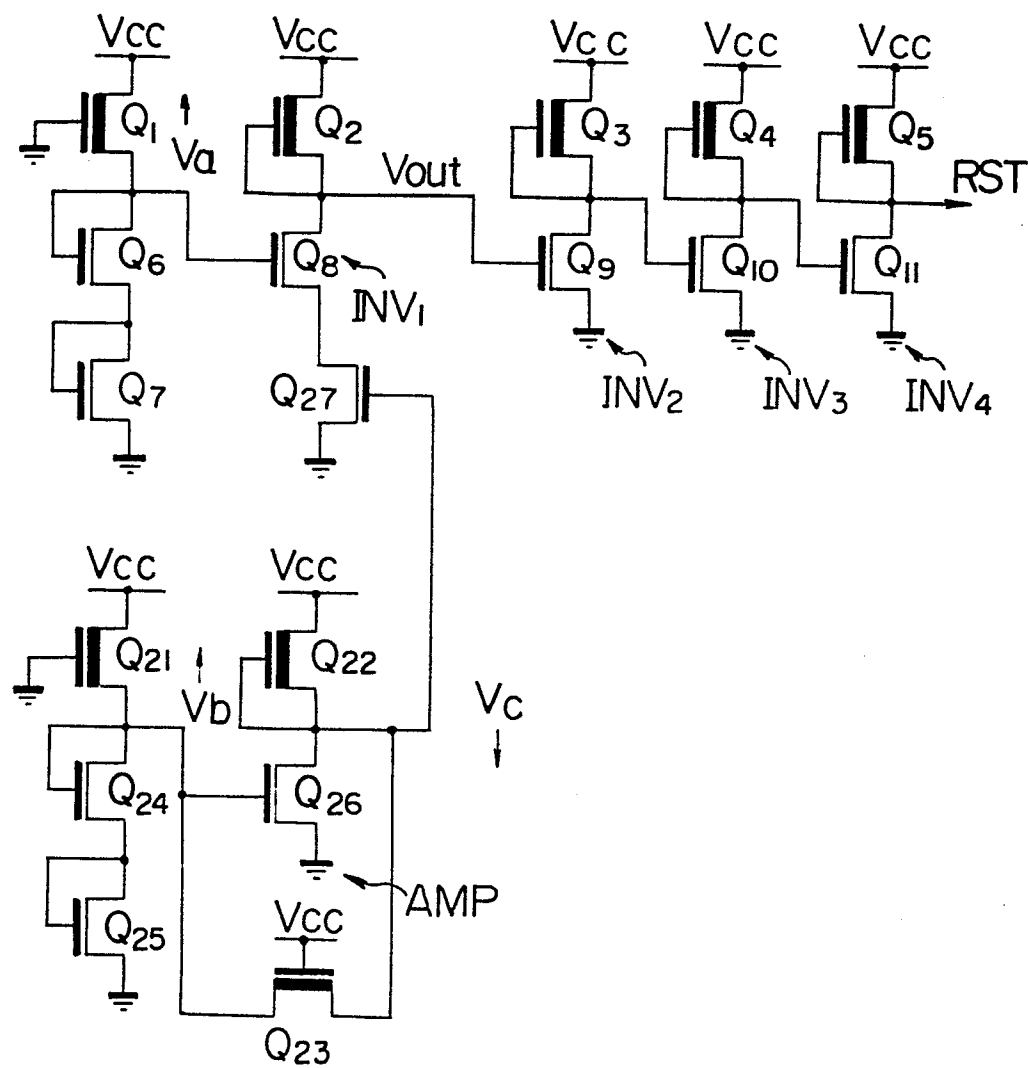 Vcc Vcc Vcc Vcc Vcc
Q1 Va Q2 Q3 Q4 Q5
Vout RST
Q6 Q8 Q9 Q10 Q11
INV1
Q7 Q27 INV2 INV3 INV4
Vcc Vcc
Q21 Vb Q22 Vc
Q24 Q26
AMP
Q25 Vcc
Q23